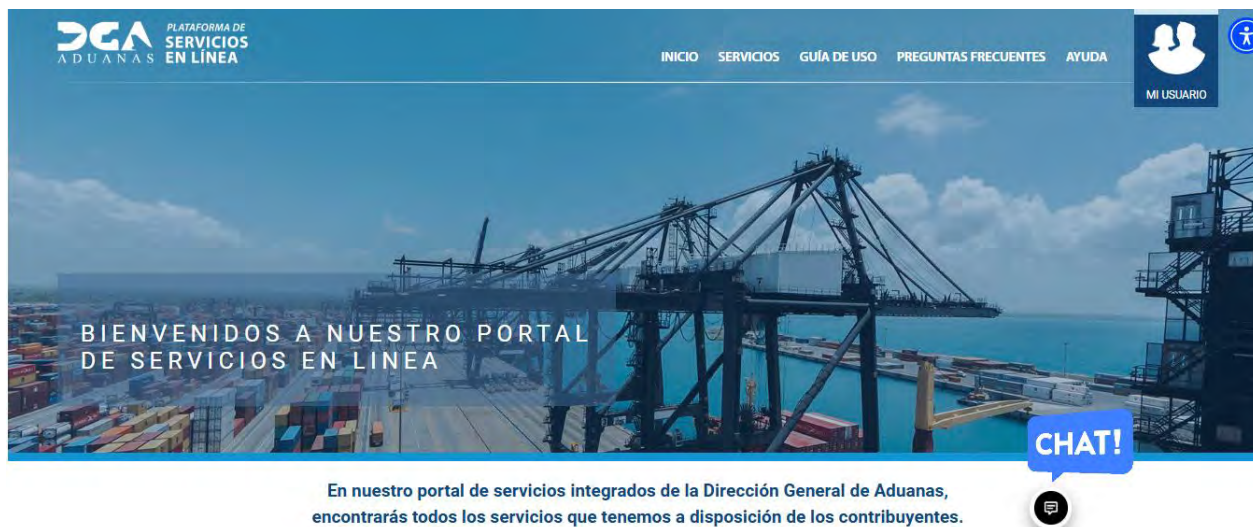 DGA
ADUANAS
PLATAFORMA DE
SERVICIOS
EN LÍNEA
INICIO SERVICIOS GUÍA DE USO PREGUNTAS FRECUENTES AYUDA
MI USUARIO
BIENVENIDOS A NUESTRO PORTAL
DE SERVICIOS EN LINEA
CHAT!
En nuestro portal de servicios integrados de la Dirección General de Aduanas,
encontrarás todos los servicios que tenemos a disposición de los contribuyentes.